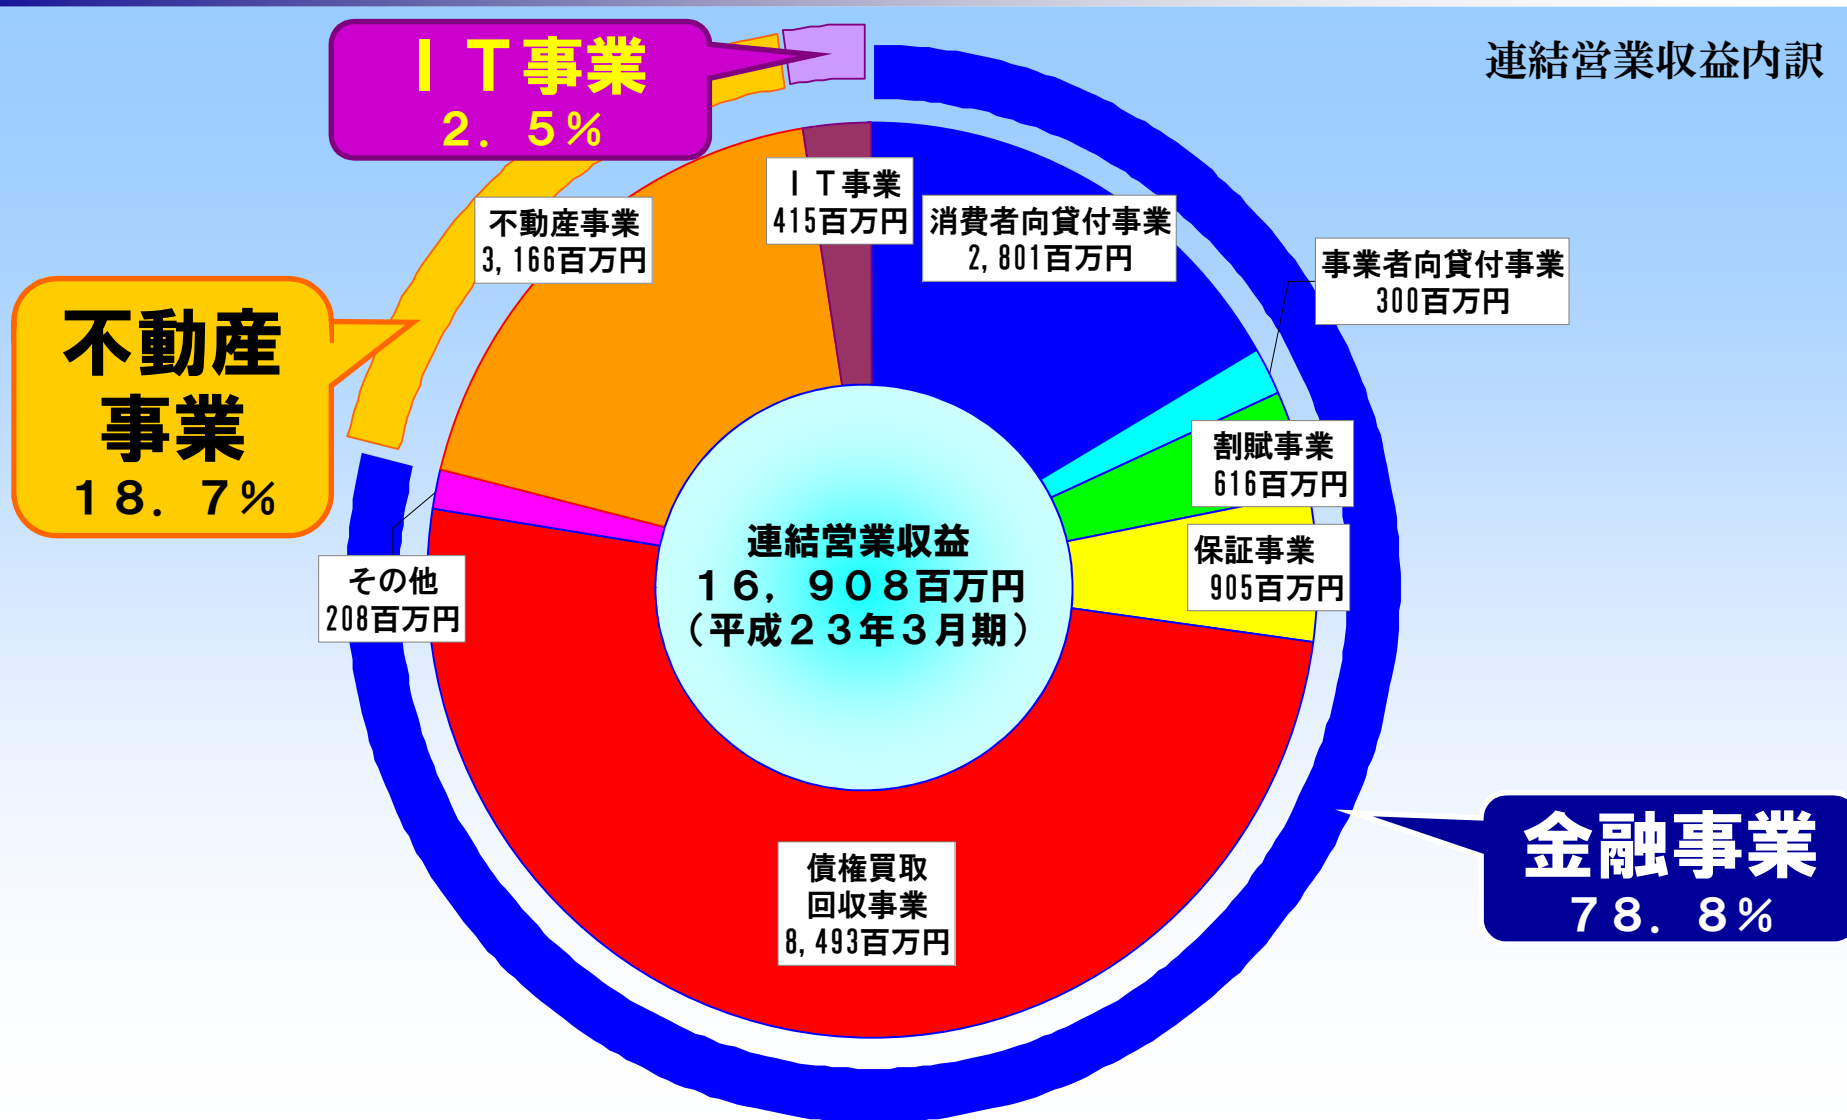 連結営業収益内訳
ＩＴ事業
２．５％
ＩＴ事業
415百万円
消費者向貸付事業
2,801百万円
事業者向貸付事業
300百万円
不動産事業
3,166百万円
不動産
事業
１８．７％
割賦事業
616百万円
保証事業
905百万円
連結営業収益
１６，９０８百万円
（平成２３年３月期）
その他
208百万円
債権買取
回収事業
8,493百万円
金融事業
７８．８％